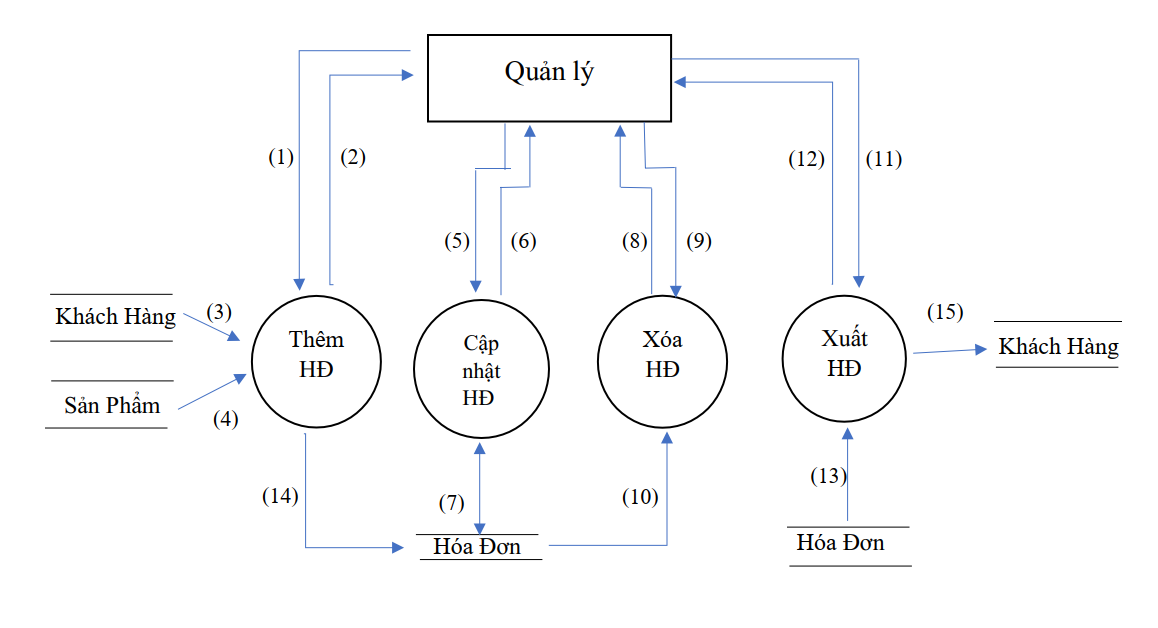 Quản lý
(1)
(2)
(12)
(11)
(5)
(6)
(8)
(9)
Khách Hàng
(3)
Thêm
HĐ
Cập
nhật
HĐ
Xóa
HĐ
Xuất
HĐ
(15)
Khách Hàng
Sản Phẩm
(4)
(14)
(7)
(10)
(13)
Hóa Đơn
Hóa Đơn